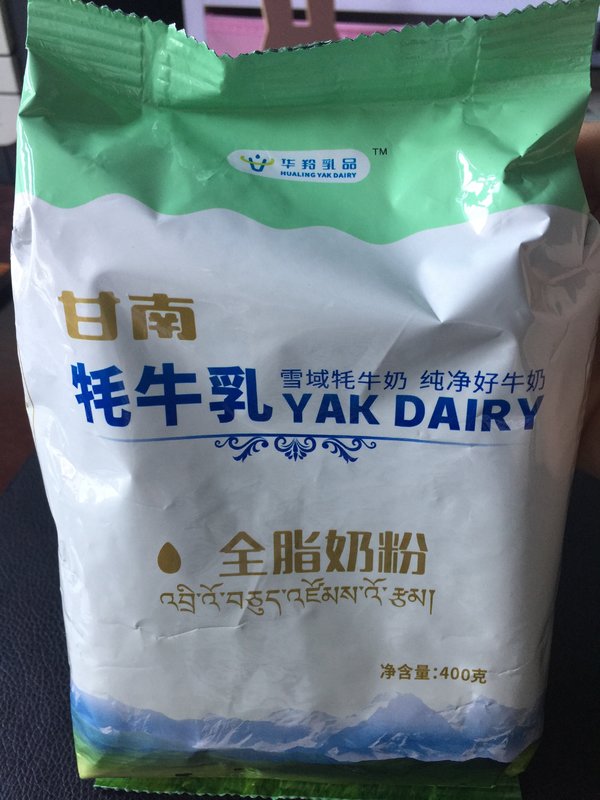 华羚乳品 TM
HUALING YAK DAIRY
甘南
牦牛乳 雪域牦牛奶 纯净好牛奶
YAK DAIRY
全脂奶粉
འབྲི་འོ་བཅུད་འཛོམས་འོ་རྩམ།
净含量:400克